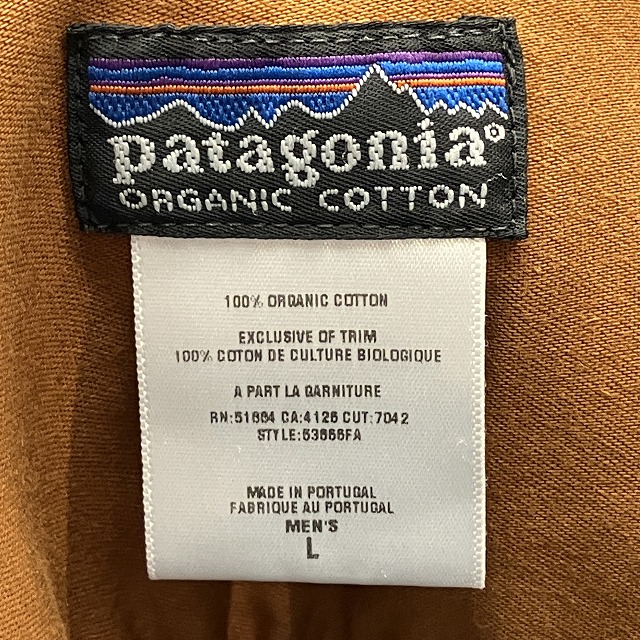 patagonia®
ORGANIC COTTON
100% ORGANIC COTTON
EXCLUSIVE OF TRIM
100% COTON DE CULTURE BIOLOGIQUE
A PART LA GARNITURE
RN:51884 CA:4126 CUT:7042
STYLE:53666FA
MADE IN PORTUGAL
FABRIQUE AU PORTUGAL
MEN'S
L